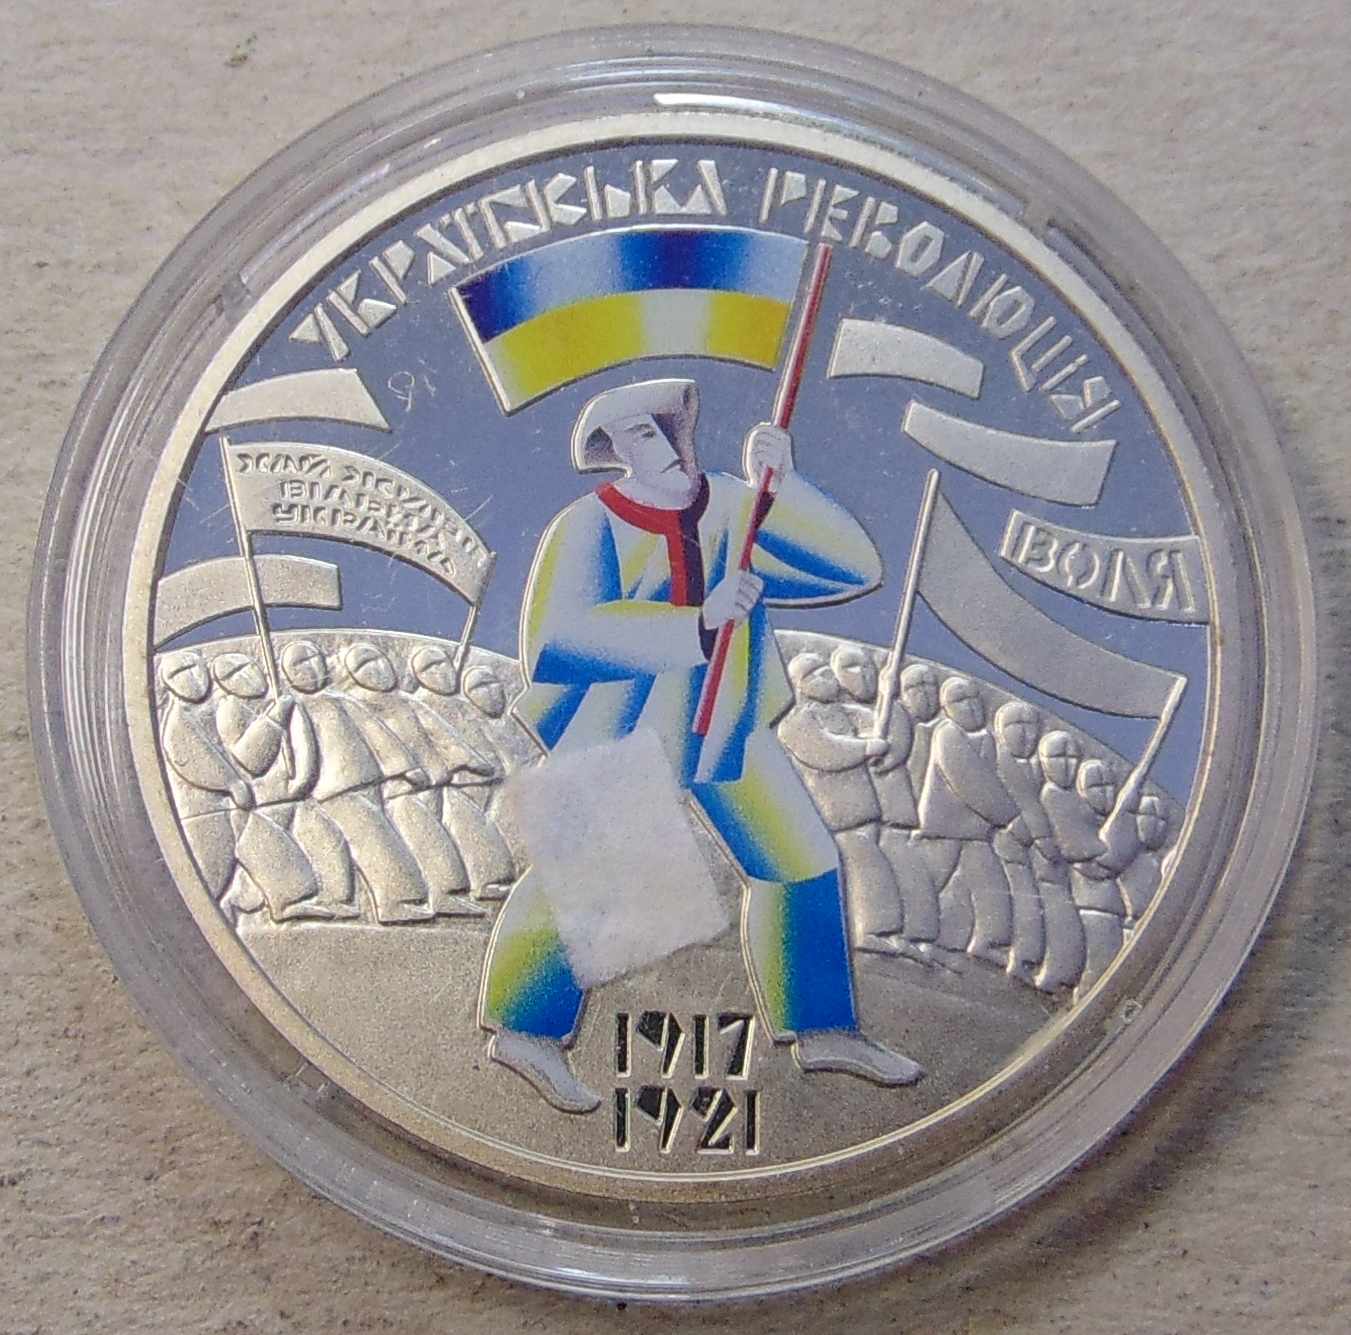 УКРАЇНСЬКА РЕВОЛЮЦІЯ
ХАЙ ЖИВЕ
ВІЛЬНА
УКРАЇНА
ВОЛЯ
1917
1921